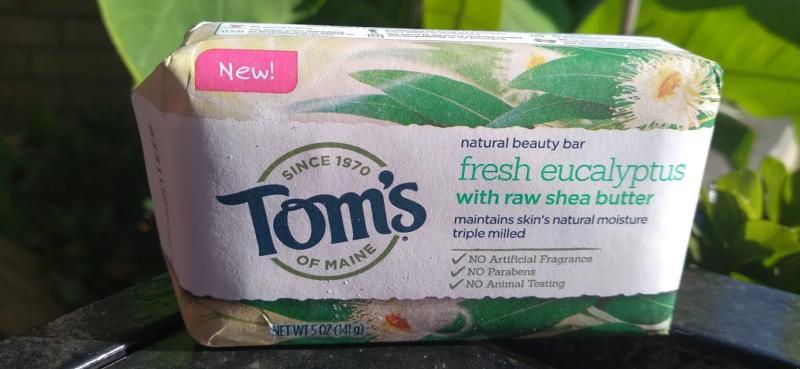 New!
SINCE 1970
Tom's
OF MAINE
natural beauty bar
fresh eucalyptus
with raw shea butter
maintains skin's natural moisture
triple milled
NO Artificial Fragrance
NO Parabens
NO Animal Testing
NET WT 5 OZ (141g)